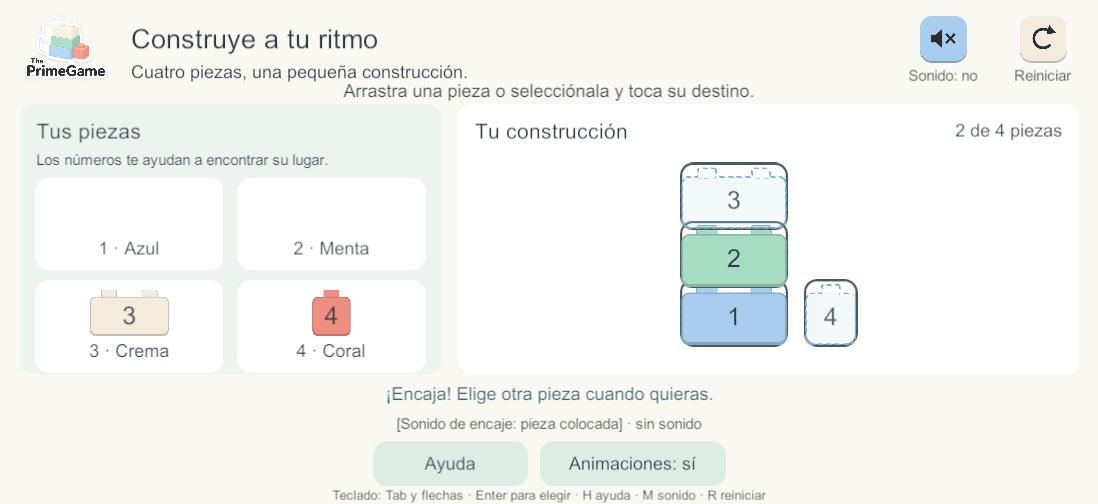 The
PrimeGame
Construye a tu ritmo
Cuatro piezas, una pequeña construcción.
Sonido: no
Reiniciar
Arrastra una pieza o selecciónala y toca su destino.
Tus piezas
Los números te ayudan a encontrar su lugar.
1 · Azul
2 · Menta
3
3 · Crema
4
4 · Coral
Tu construcción
2 de 4 piezas
3
2
1
4
¡Encaja! Elige otra pieza cuando quieras.
[Sonido de encaje: pieza colocada] · sin sonido
Ayuda
Animaciones: sí
Teclado: Tab y flechas · Enter para elegir · H ayuda · M sonido · R reiniciar